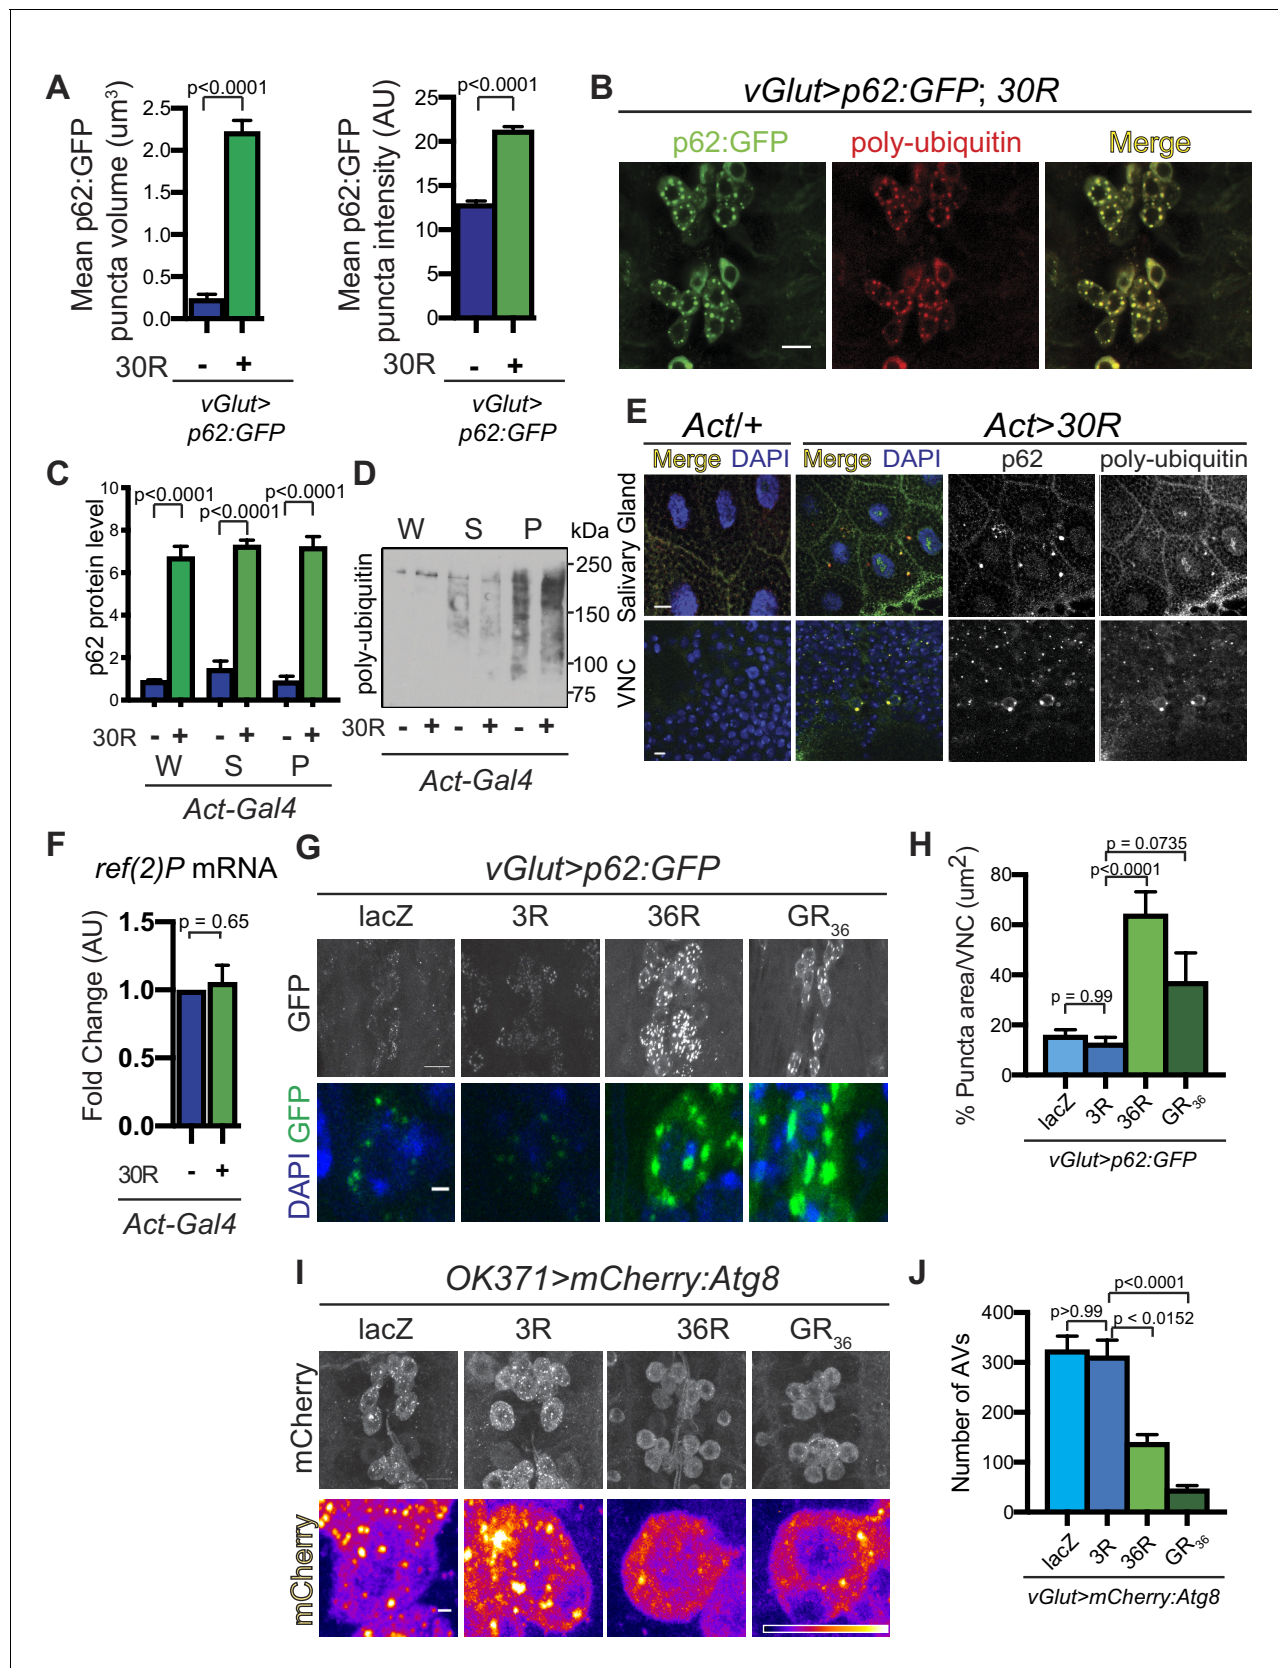 A
Mean p62:GFP
puncta volume (um³)
p<0.0001
2.5
2.0
1.5
1.0
0.5
0.0
30R - +
vGlut>
p62:GFP
Mean p62:GFP
puncta intensity (AU)
p<0.0001
25
20
15
10
5
0
30R - +
vGlut>
p62:GFP
B
vGlut>p62:GFP; 30R
p62:GFP poly-ubiquitin Merge
C
p62 protein level
p<0.0001 p<0.0001 p<0.0001
10
8
6
4
2
0
30R - + - + - +
W S P
Act-Gal4
D
W S P kDa
poly-ubiquitin
250
150
100
75
30R - + - + - +
Act-Gal4
E
Act/+ Act>30R
Merge DAPI Merge DAPI p62 poly-ubiquitin
Salivary Gland
VNC
F
ref(2)P mRNA
Fold Change (AU)
p = 0.65
1.5
1.0
0.5
0.0
30R - +
Act-Gal4
G
vGlut>p62:GFP
lacZ 3R 36R GR₃₆
GFP
DAPI GFP
H
% Puncta area/VNC (um²)
p = 0.0735
p<0.0001
p = 0.99
80
60
40
20
0
lacZ 3R 36R GR₃₆
vGlut>p62:GFP
I
OK371>mCherry:Atg8
lacZ 3R 36R GR₃₆
mCherry
mCherry
J
Number of AVs
p<0.0001
p>0.99 p < 0.0152
400
300
200
100
0
lacZ 3R 36R GR₃₆
vGlut>mCherry:Atg8